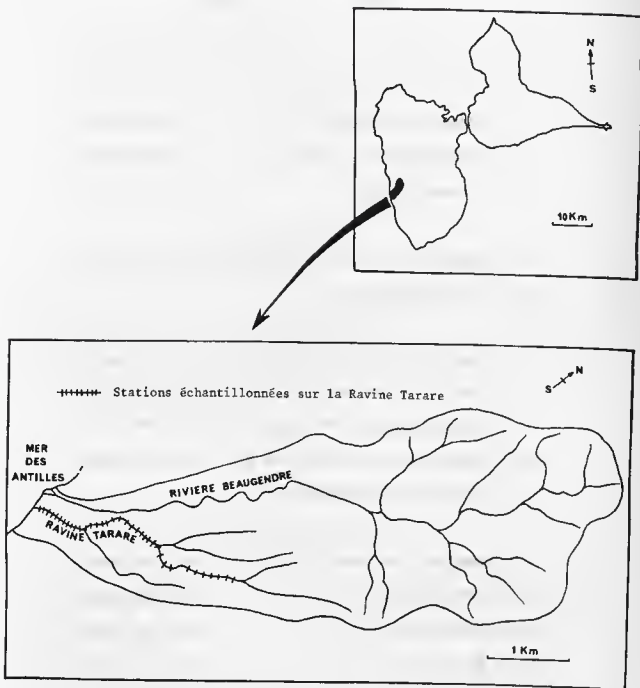 N
S
10Km
Stations échantillonnées sur la Ravine Tarare
S N
MER
DES
ANTILLES
RIVIERE BEAUGENDRE
RAVINE TARARE
1 Km